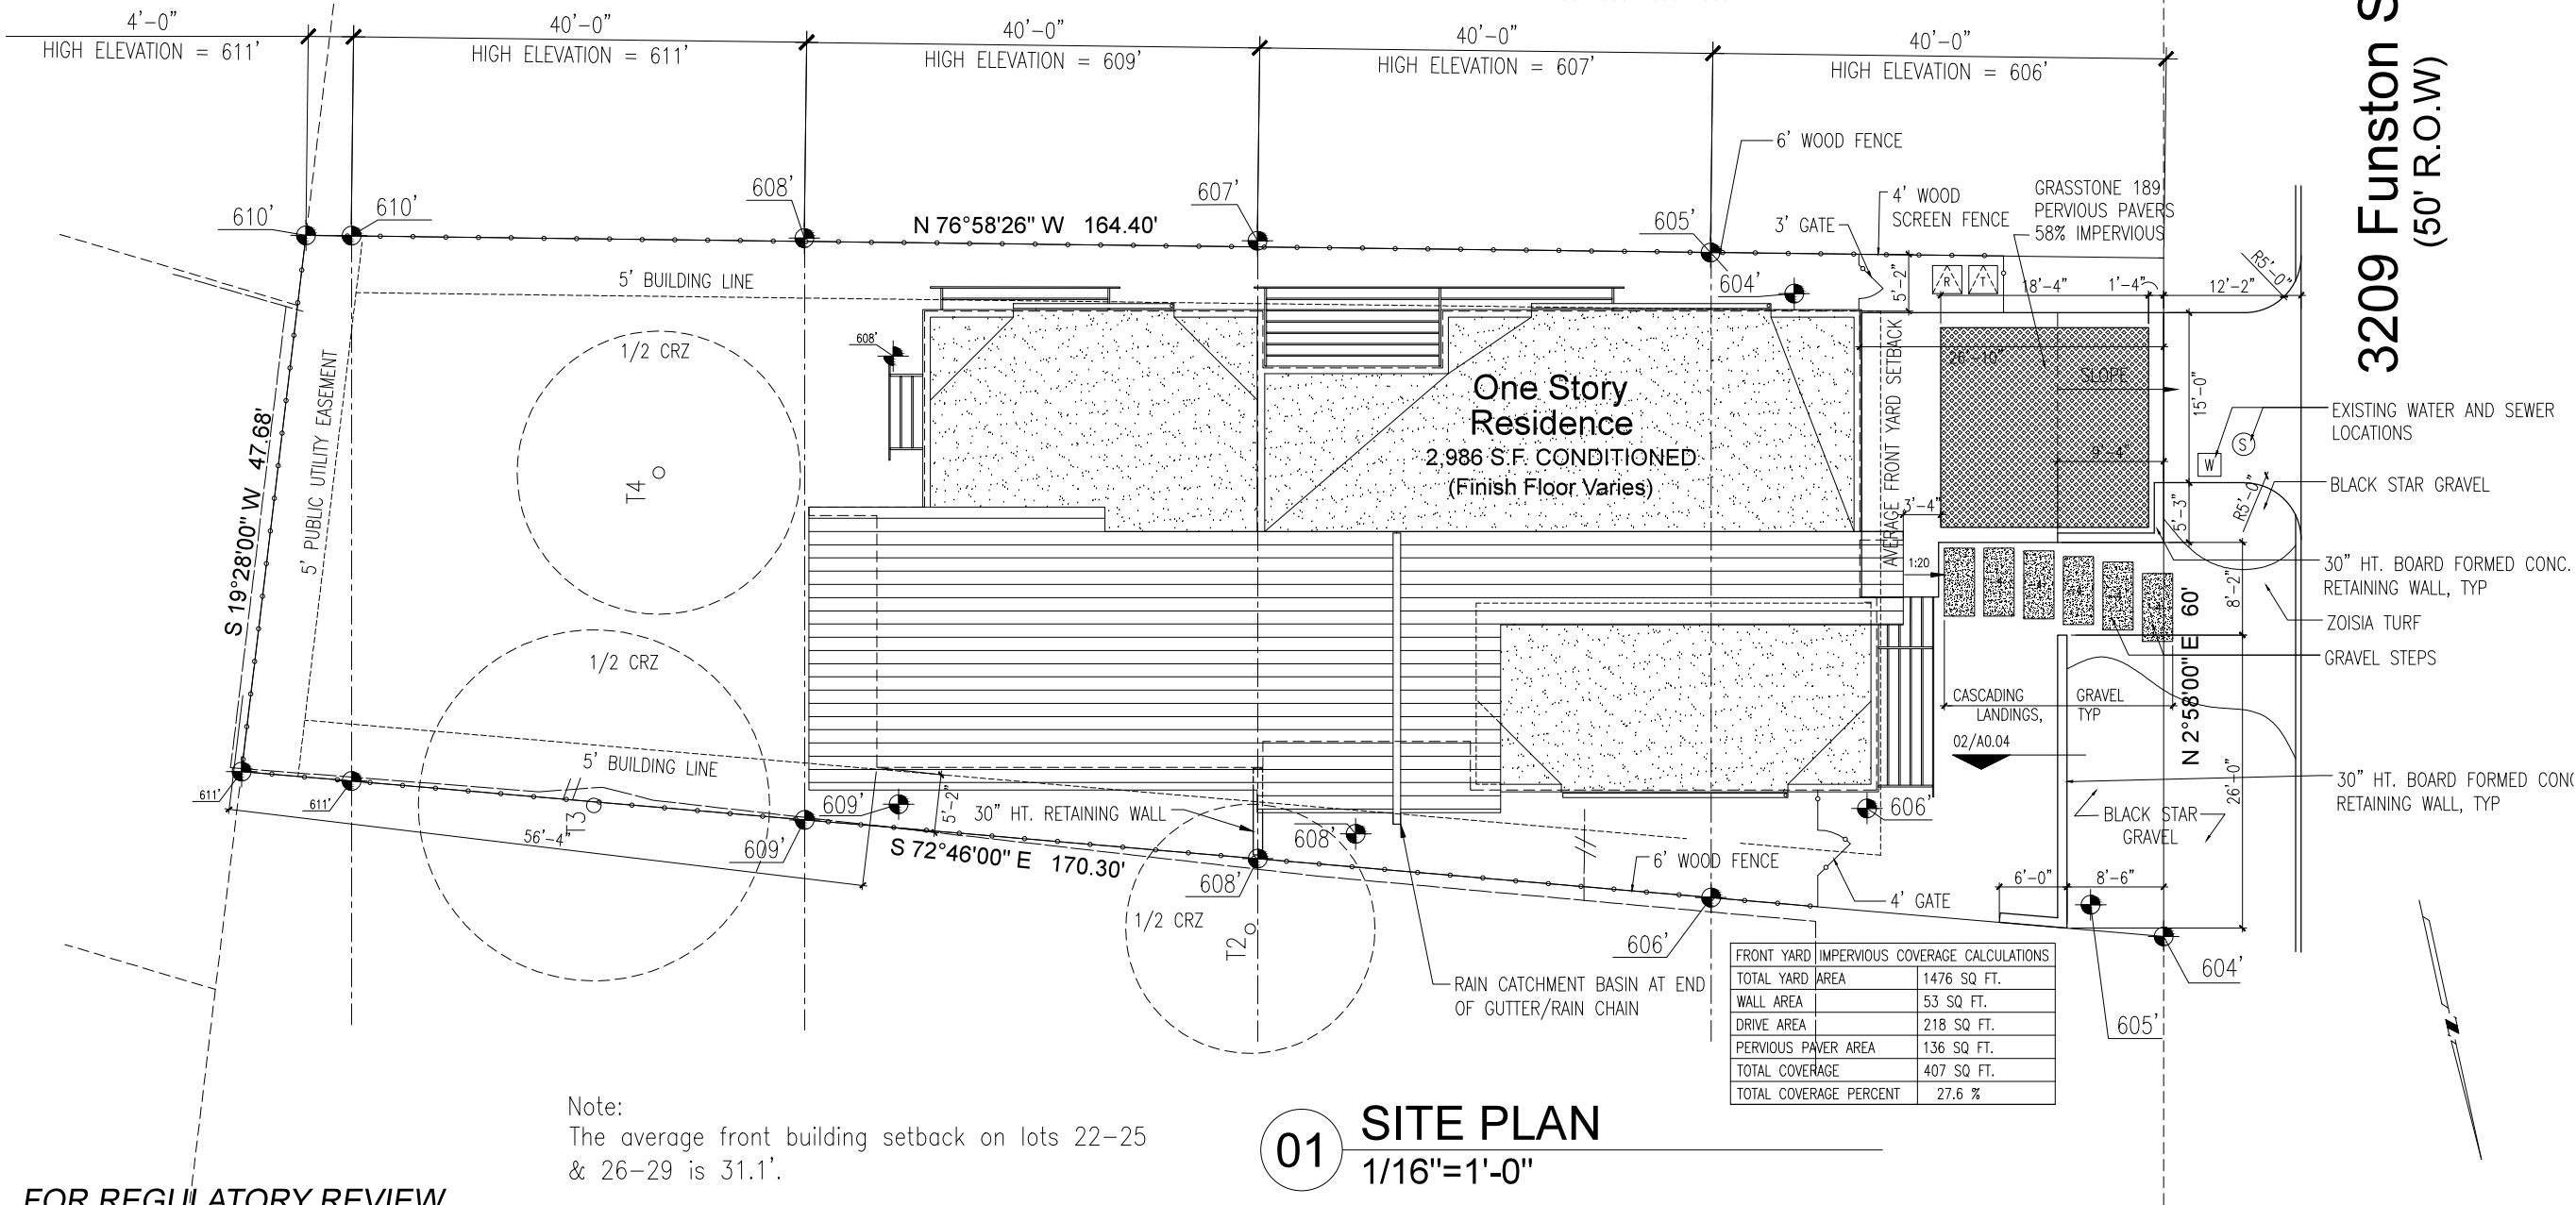 4'-0"
HIGH ELEVATION = 611'
40'-0"
HIGH ELEVATION = 611'
40'-0"
HIGH ELEVATION = 609'
40'-0"
HIGH ELEVATION = 607'
40'-0"
HIGH ELEVATION = 606'
3209 Funston S
(50' R.O.W)
610'
610'
608'
N 76°58'26" W 164.40'
607'
605'
604'
6' WOOD FENCE
3' GATE
4' WOOD
SCREEN FENCE
GRASSTONE 189
PERVIOUS PAVERS
58% IMPERVIOUS
R5'-0"
5'-2"
R
T
18'-4"
1'-4"
12'-2"
5' BUILDING LINE
608'
1/2 CRZ
T4
S 19°28'00" W 47.68'
5' PUBLIC UTILITY EASEMENT
One Story
Residence
2,986 S.F. CONDITIONED
(Finish Floor Varies)
AVERAGE FRONT YARD SETBACK
26'-10"
SLOPE
15'-0"
9'-4"
W
S
EXISTING WATER AND SEWER
LOCATIONS
BLACK STAR GRAVEL
3'-4"
5'-3"
R5'-0"
1:20
30" HT. BOARD FORMED CONC.
RETAINING WALL, TYP
8'-2"
ZOISIA TURF
GRAVEL STEPS
N 2°58'00" E 60'
CASCADING
LANDINGS,
GRAVEL
TYP
02/A0.04
30" HT. BOARD FORMED CONC
RETAINING WALL, TYP
26'-0"
BLACK STAR
GRAVEL
6'-0"
8'-6"
1/2 CRZ
T3
5' BUILDING LINE
611'
611'
56'-4"
609'
609'
5'-2"
30" HT. RETAINING WALL
S 72°46'00" E 170.30'
608'
608'
6' WOOD FENCE
606'
4' GATE
1/2 CRZ
T2
606'
604'
605'
RAIN CATCHMENT BASIN AT END
OF GUTTER/RAIN CHAIN
FRONT YARD IMPERVIOUS COVERAGE CALCULATIONS
TOTAL YARD AREA 1476 SQ FT.
WALL AREA 53 SQ FT.
DRIVE AREA 218 SQ FT.
PERVIOUS PAVER AREA 136 SQ FT.
TOTAL COVERAGE 407 SQ FT.
TOTAL COVERAGE PERCENT 27.6 %
Note:
The average front building setback on lots 22-25
& 26-29 is 31.1'.
01
SITE PLAN
1/16"=1'-0"
N
FOR REGULATORY REVIEW